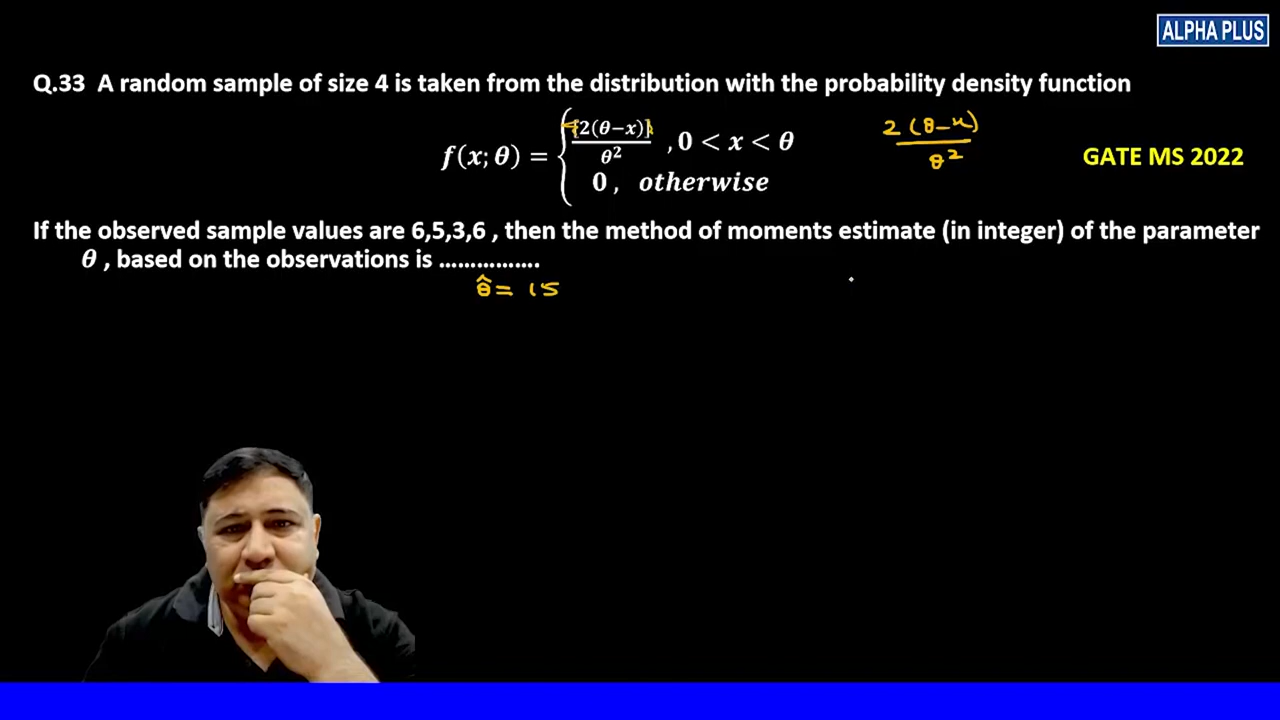 ALPHA PLUS
Q.33 A random sample of size 4 is taken from the distribution with the probability density function
f(x; θ) = { [2(θ−x)] / θ² , 0 < x < θ
0 , otherwise
2 (θ−x) / θ²
GATE MS 2022
If the observed sample values are 6,5,3,6 , then the method of moments estimate (in integer) of the parameter
θ , based on the observations is ................
θ̂ = 15